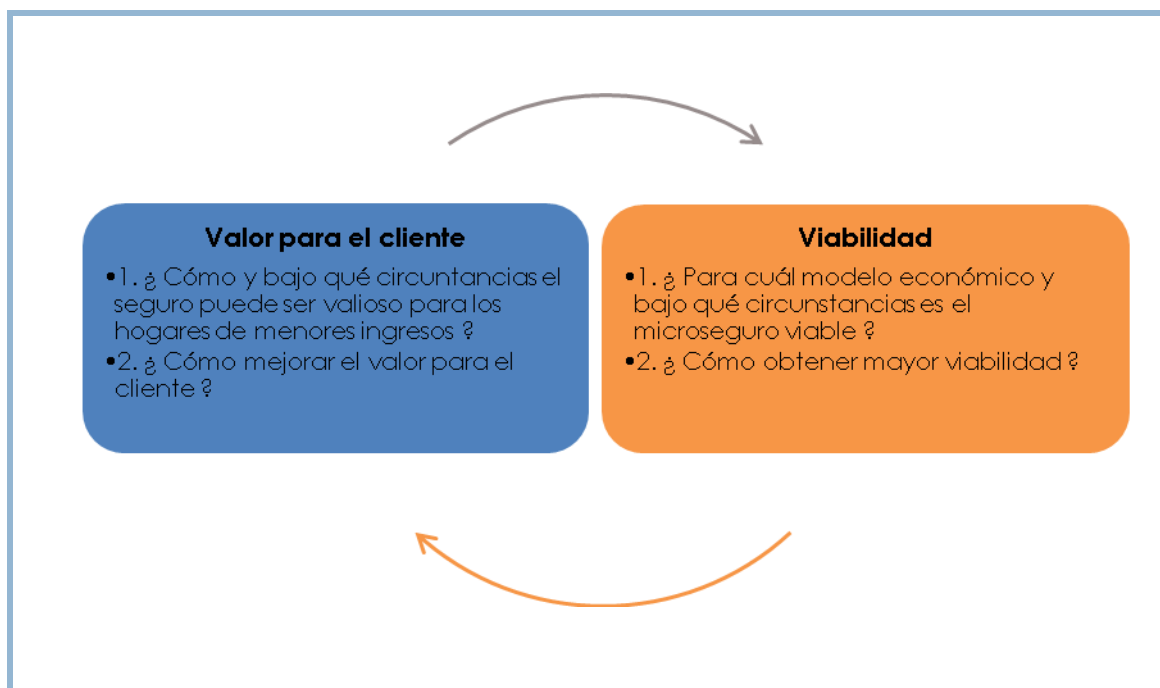 Valor para el cliente
•1. ¿ Cómo y bajo qué circuntancias el
seguro puede ser valioso para los
hogares de menores ingresos ?
•2. ¿ Cómo mejorar el valor para el
cliente ?
Viabilidad
•1. ¿ Para cuál modelo económico y
bajo qué circunstancias es el
microseguro viable ?
•2. ¿ Cómo obtener mayor viabilidad ?